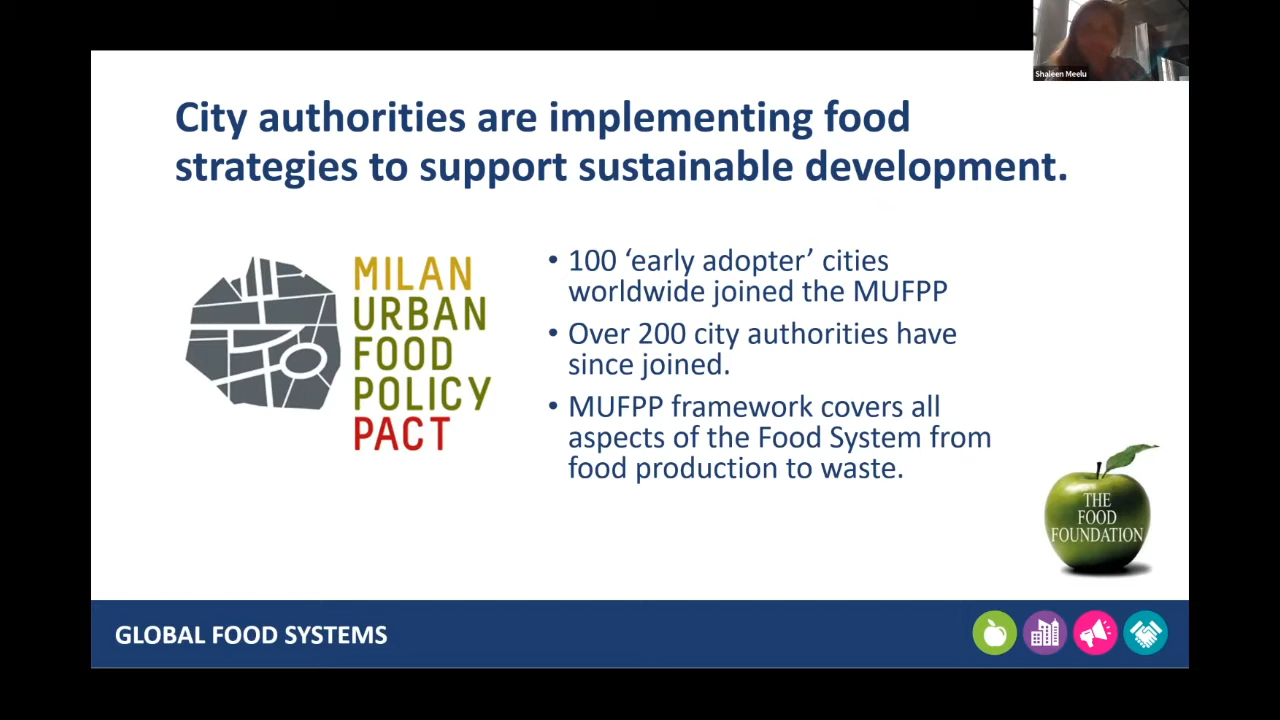 Shaleen Meelu
City authorities are implementing food
strategies to support sustainable development.
MILAN
URBAN
FOOD
POLICY
PACT
• 100 ‘early adopter’ cities
worldwide joined the MUFPP
• Over 200 city authorities have
since joined.
• MUFPP framework covers all
aspects of the Food System from
food production to waste.
THE
FOOD
FOUNDATION
GLOBAL FOOD SYSTEMS